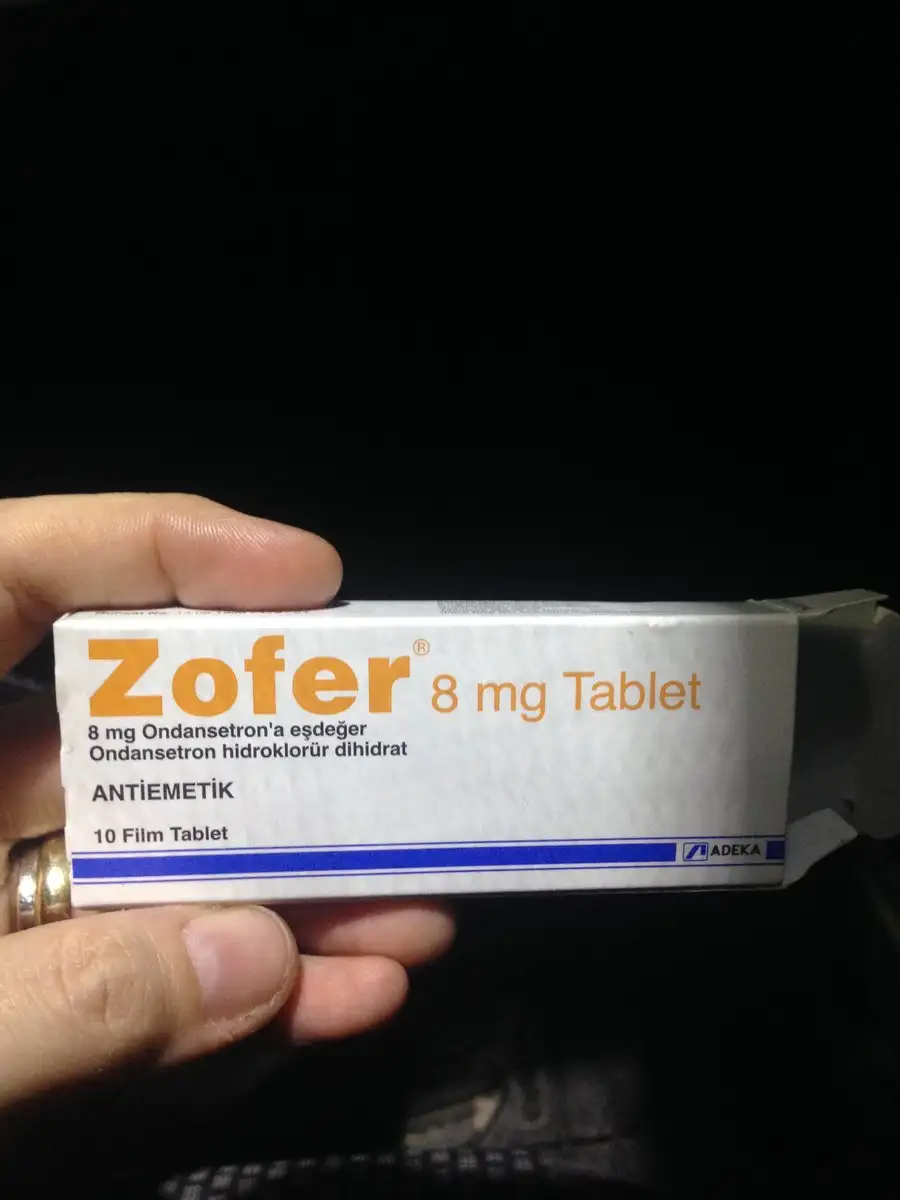 Zofer® 8 mg Tablet
8 mg Ondansetron'a eşdeğer
Ondansetron hidroklorür dihidrat
ANTİEMETİK
10 Film Tablet
ADEKA